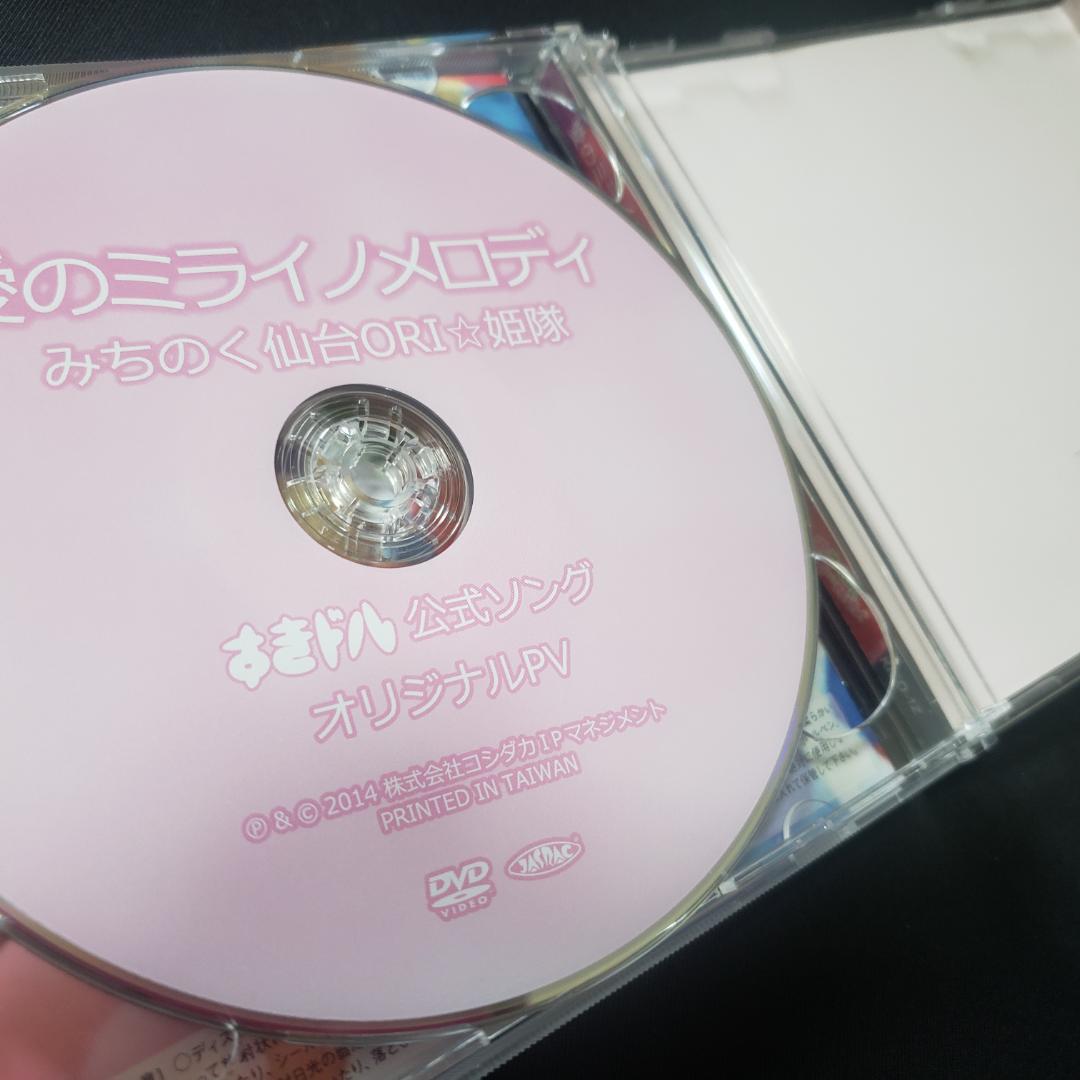 愛のミライノメロディ
みちのく仙台ORI☆姫隊
すきドル 公式ソング
オリジナルPV
Ⓟ & © 2014 株式会社コシダカIPマネジメント
PRINTED IN TAIWAN
DVD
VIDEO
JASRAC